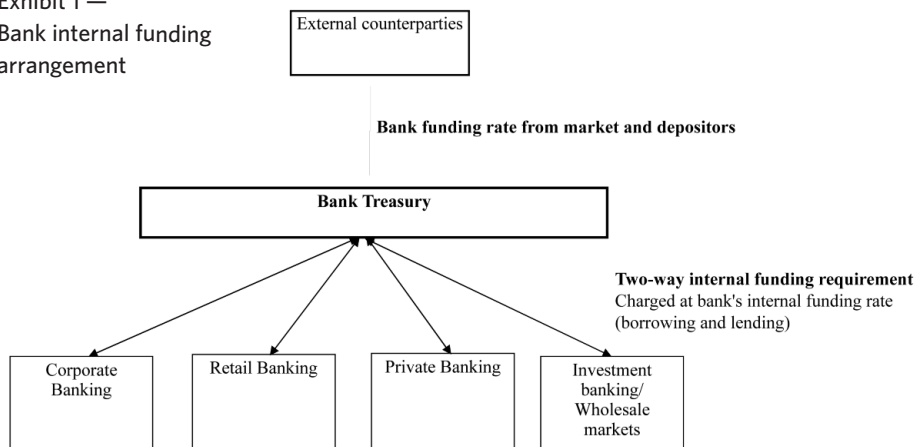 Exhibit 1 —
Bank internal funding
arrangement
External counterparties
Bank funding rate from market and depositors
Bank Treasury
Two-way internal funding requirement
Charged at bank's internal funding rate
(borrowing and lending)
Corporate
Banking
Retail Banking
Private Banking
Investment
banking/
Wholesale
markets